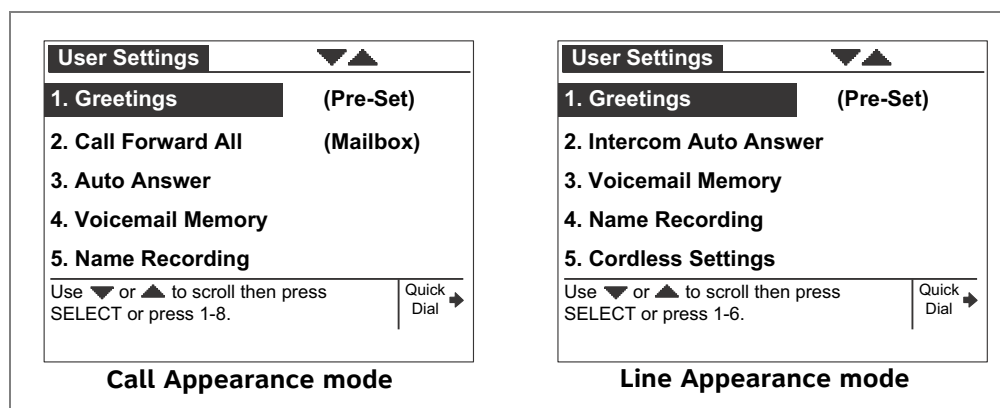 User Settings
1. Greetings (Pre-Set)
2. Call Forward All (Mailbox)
3. Auto Answer
4. Voicemail Memory
5. Name Recording
Use ▼ or ▲ to scroll then press
SELECT or press 1-8.
Quick
Dial
Call Appearance mode
User Settings
1. Greetings (Pre-Set)
2. Intercom Auto Answer
3. Voicemail Memory
4. Name Recording
5. Cordless Settings
Use ▼ or ▲ to scroll then press
SELECT or press 1-6.
Quick
Dial
Line Appearance mode